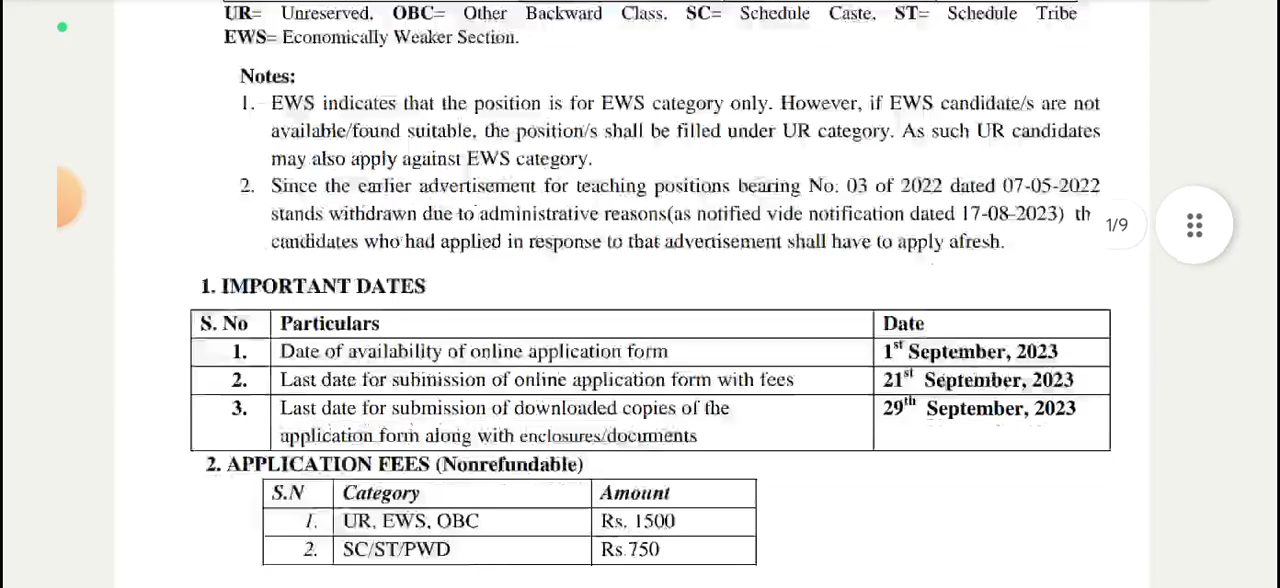 UR= Unreserved, OBC= Other Backward Class. SC= Schedule Caste. ST= Schedule Tribe
EWS= Economically Weaker Section.
Notes:
1. EWS indicates that the position is for EWS category only. However, if EWS candidate/s are not
available/found suitable, the position/s shall be filled under UR category. As such UR candidates
may also apply against EWS category.
2. Since the earlier advertisement for teaching positions bearing No. 03 of 2022 dated 07-05-2022
stands withdrawn due to administrative reasons(as notified vide notification dated 17-08-2023) th
candidates who had applied in response to that advertisement shall have to apply afresh.
1/9
1. IMPORTANT DATES
S. No Particulars Date
1. Date of availability of online application form 1st September, 2023
2. Last date for submission of online application form with fees 21st September, 2023
3. Last date for submission of downloaded copies of the 29th September, 2023
application form along with enclosures/documents
2. APPLICATION FEES (Nonrefundable)
S.N Category Amount
1. UR, EWS, OBC Rs. 1500
2. SC/ST/PWD Rs.750